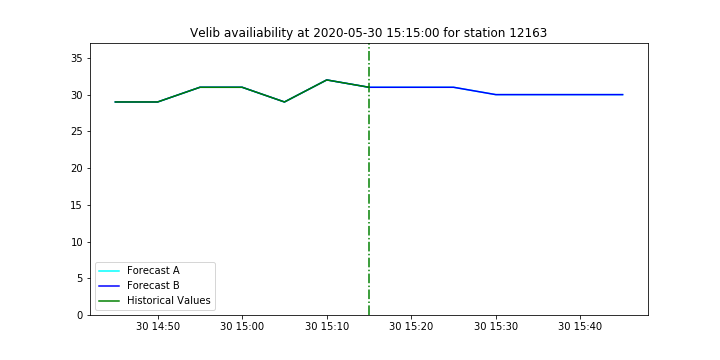 Velib availiability at 2020-05-30 15:15:00 for station 12163
35
30
25
20
15
10
5
0
Forecast A
Forecast B
Historical Values
30 14:50 30 15:00 30 15:10 30 15:20 30 15:30 30 15:40